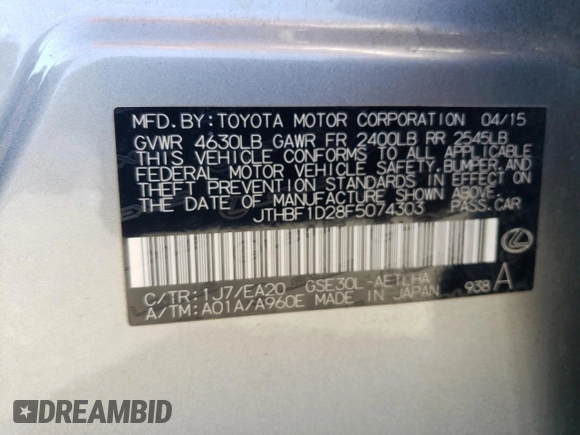 MFD.BY:TOYOTA MOTOR CORPORATION 04/15
GVWR 4630LB GAWR FR 2400LB RR 2545LB
THIS VEHICLE CONFORMS TO ALL APPLICABLE
FEDERAL MOTOR VEHICLE SAFETY, BUMPER, AND
THEFT PREVENTION STANDARDS IN EFFECT ON
THE DATE OF MANUFACTURE SHOWN ABOVE.
JTHBF1D28F5074303 PASS.CAR
C/TR:1J7/EA20 GSE30L-AETLHA
A/TM:A01A/A960E MADE IN JAPAN 938 A
DREAMBID